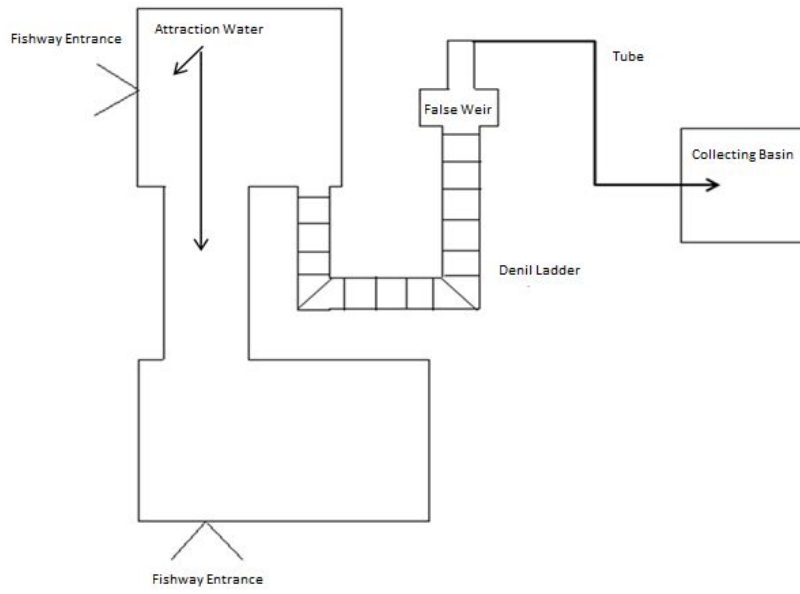 Attraction Water
Fishway Entrance
Tube
False Weir
Collecting Basin
Denil Ladder
Fishway Entrance